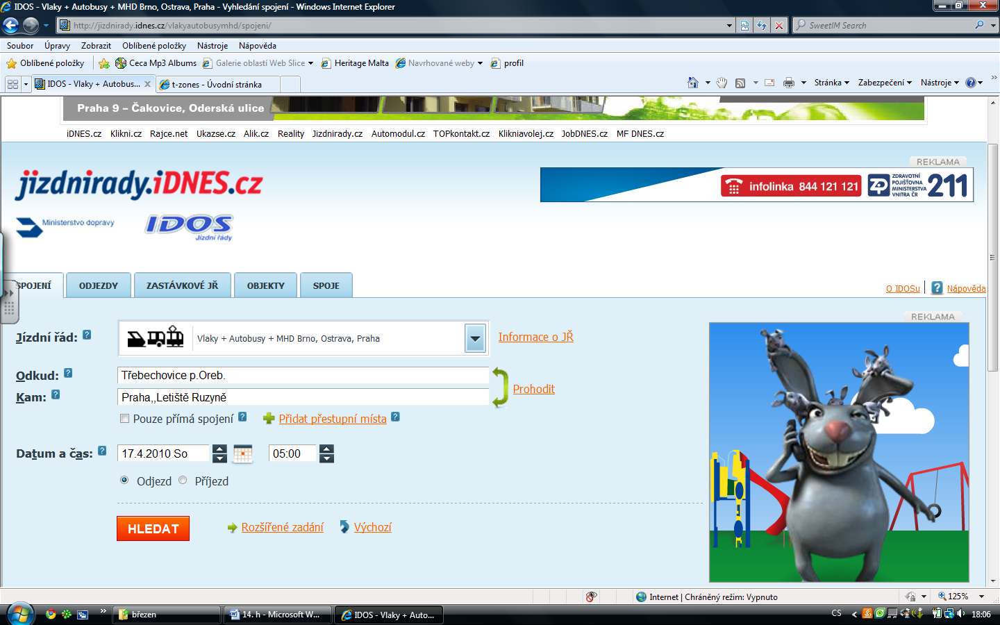 IDOS - Vlaky + Autobusy + MHD Brno, Ostrava, Praha - Vyhledání spojení - Windows Internet Explorer
http://jizdnirady.idnes.cz/vlakyautobusymhd/spojeni/
SweetIM Search
Soubor Úpravy Zobrazit Oblíbené položky Nástroje Nápověda
Oblíbené položky Ceca Mp3 Albums Galerie oblastí Web Slice Heritage Malta Navrhované weby profil
IDOS - Vlaky + Autobus... t-zones - Úvodní stránka Stránka Zabezpečení Nástroje
Praha 9 – Čakovice, Oderská ulice
iDNES.cz Klikni.cz Rajce.net Ukazse.cz Alik.cz Reality Jizdnirady.cz Automodul.cz TOPkontakt.cz Klikniavolej.cz JobDNES.cz MF DNES.cz
REKLAMA
jizdnirady.iDNES.cz
infolinka 844 121 121
ZDRAVOTNÍ
POJIŠŤOVNA
MINISTERSTVA
VNITRA ČR
211
Ministerstvo dopravy
IDOS
Jízdní řády
SPOJENÍ ODJEZDY ZASTÁVKOVÉ JŘ OBJEKTY SPOJE
O IDOSu Nápověda
REKLAMA
Jízdní řád: Vlaky + Autobusy + MHD Brno, Ostrava, Praha Informace o JŘ
Odkud: Třebechovice p.Oreb.
Kam: Praha,,Letiště Ruzyně
Prohodit
Pouze přímá spojení Přidat přestupní místa
Datum a čas: 17.4.2010 So 05:00
Odjezd Příjezd
HLEDAT Rozšířené zadání Výchozí
Internet | Chráněný režim: Vypnuto 125%
březen 14. h - Microsoft W... IDOS - Vlaky + Auto... CS 18:06